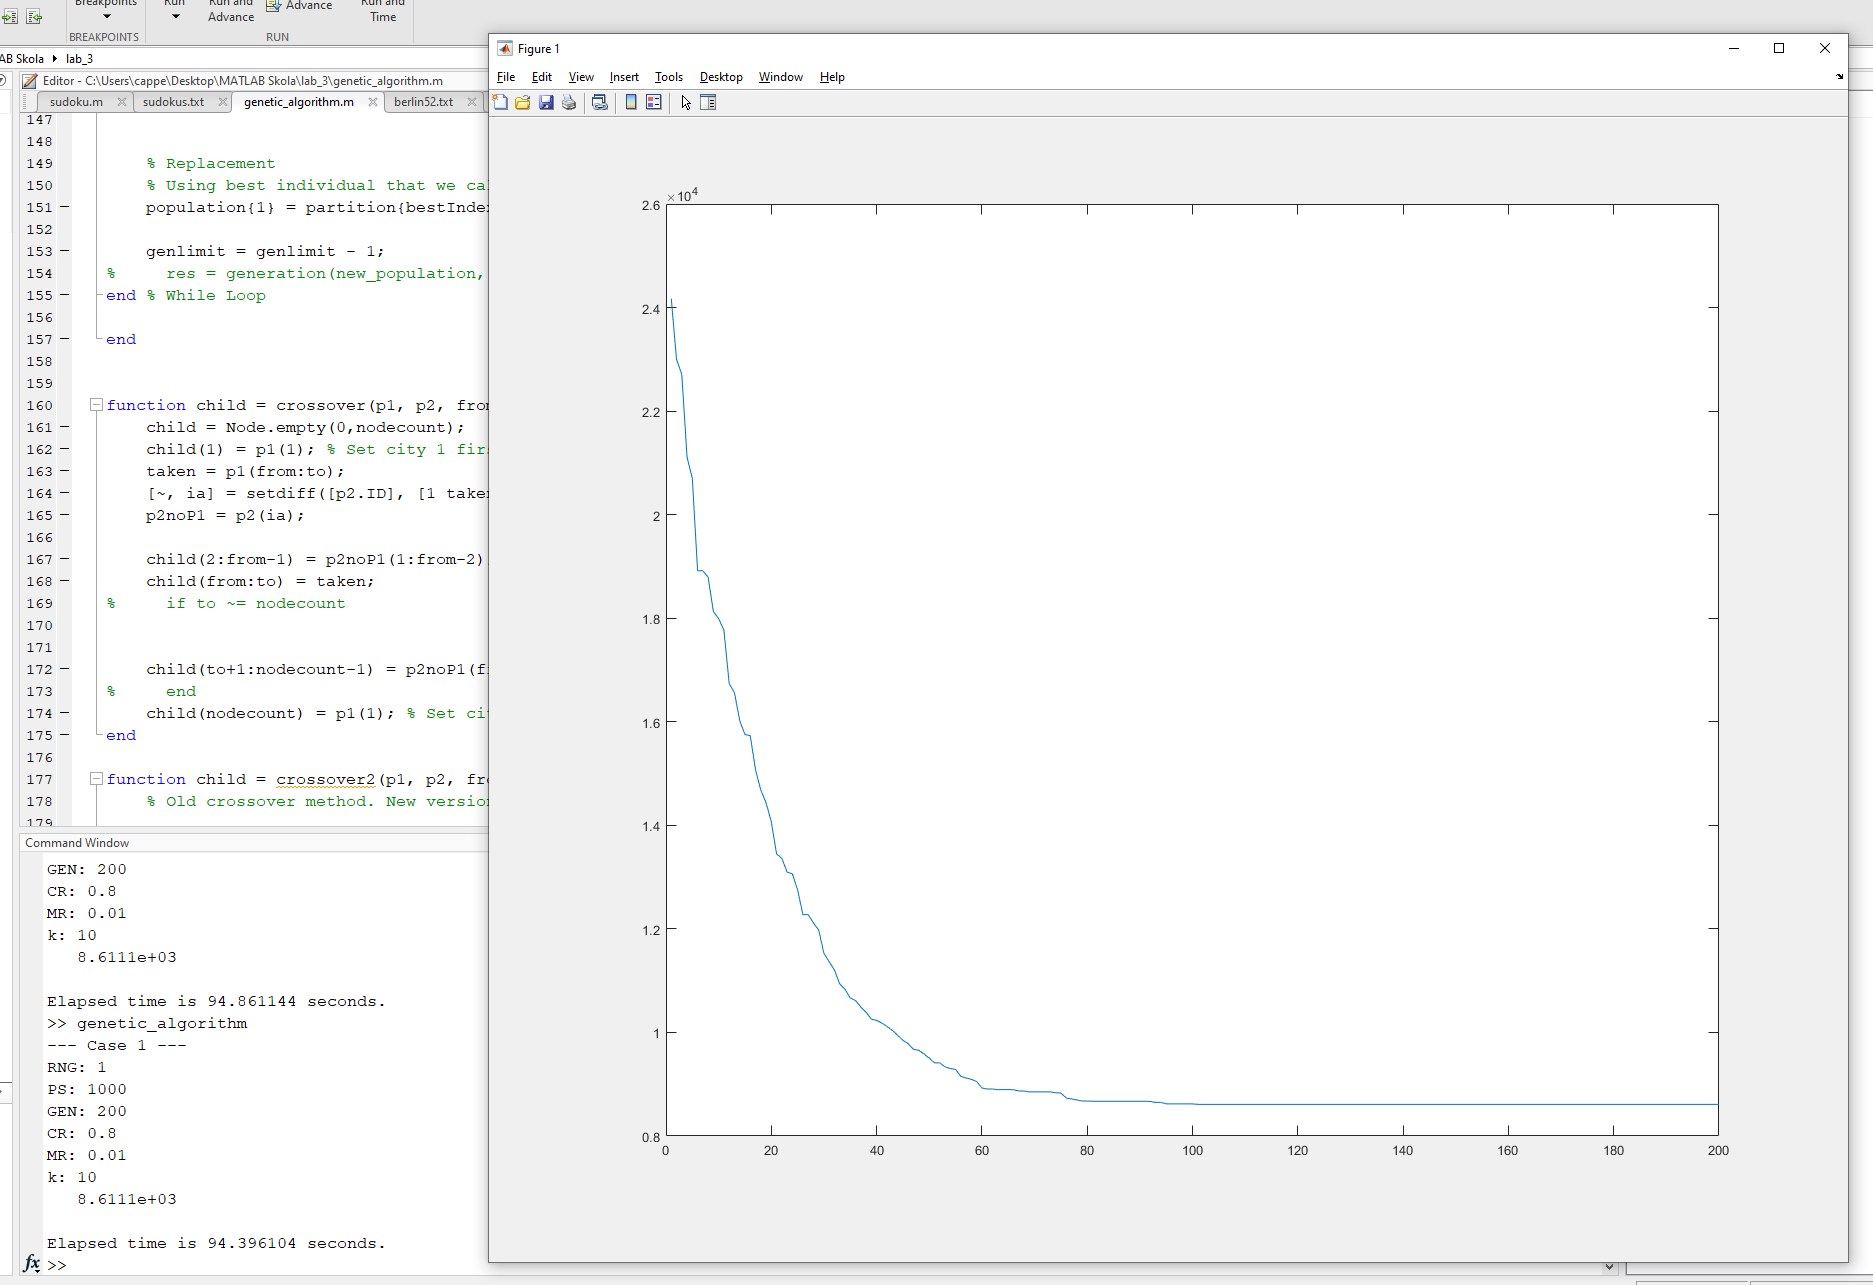 Breakpoints
Run
Run and
Advance
Advance
Run and
Time
BREAKPOINTS
RUN
AB Skola ▸ lab_3
Editor - C:\Users\cappe\Desktop\MATLAB Skola\lab_3\genetic_algorithm.m
sudoku.m
sudokus.txt
genetic_algorithm.m
berlin52.txt
147
148
149 % Replacement
150 % Using best individual that we ca
151 population{1} = partition{bestInde
152
153 genlimit = genlimit - 1;
154 % res = generation(new_population,
155 end % While Loop
156
157 end
158
159
160 function child = crossover(p1, p2, fro
161 child = Node.empty(0,nodecount);
162 child(1) = p1(1); % Set city 1 fir
163 taken = p1(from:to);
164 [~, ia] = setdiff([p2.ID], [1 take
165 p2noP1 = p2(ia);
166
167 child(2:from-1) = p2noP1(1:from-2)
168 child(from:to) = taken;
169 % if to ~= nodecount
170
171
172 child(to+1:nodecount-1) = p2noP1(f
173 % end
174 child(nodecount) = p1(1); % Set ci
175 end
176
177 function child = crossover2(p1, p2, fr
178 % Old crossover method. New versio
179
Command Window
GEN: 200
CR: 0.8
MR: 0.01
k: 10
8.6111e+03
Elapsed time is 94.861144 seconds.
>> genetic_algorithm
--- Case 1 ---
RNG: 1
PS: 1000
GEN: 200
CR: 0.8
MR: 0.01
k: 10
8.6111e+03
Elapsed time is 94.396104 seconds.
fx >>
Figure 1
File Edit View Insert Tools Desktop Window Help
×10⁴
2.6
2.4
2.2
2
1.8
1.6
1.4
1.2
1
0.8
0 20 40 60 80 100 120 140 160 180 200